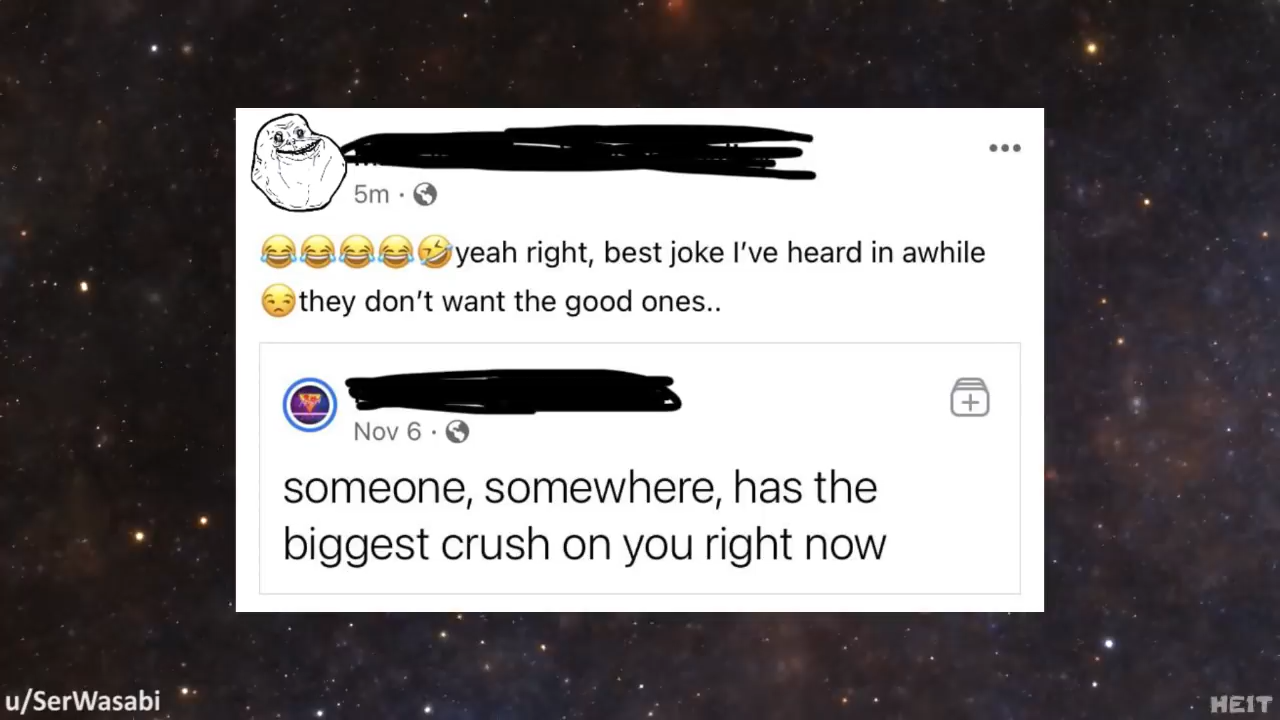 5m ·
😂😂😂😂🤣yeah right, best joke I’ve heard in awhile
😒they don’t want the good ones..
Nov 6 ·
someone, somewhere, has the
biggest crush on you right now
u/SerWasabi
HEIT